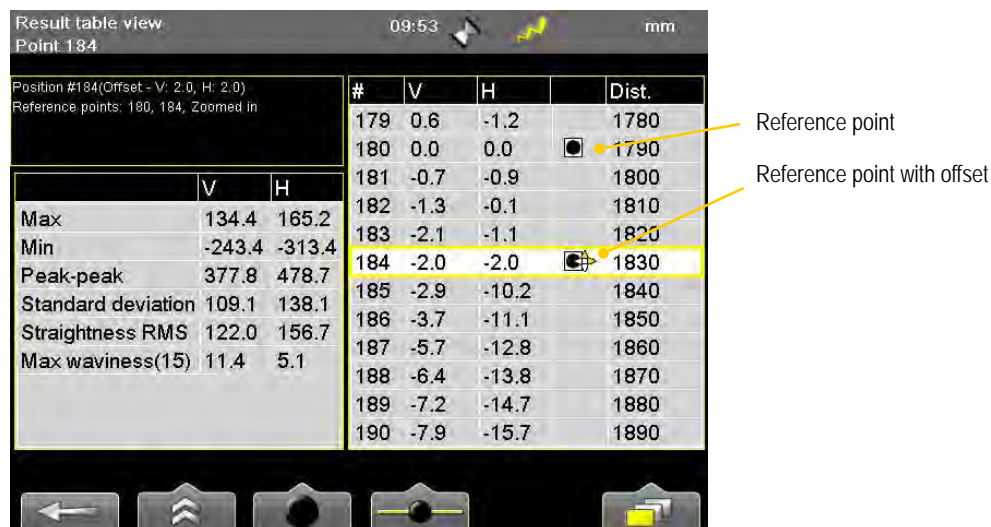 Result table view
Point 184
09:53
mm
Position #184(Offset - V: 2.0, H: 2.0)
Reference points: 180, 184, Zoomed in
V H
Max 134.4 165.2
Min -243.4 -313.4
Peak-peak 377.8 478.7
Standard deviation 109.1 138.1
Straightness RMS 122.0 156.7
Max waviness(15) 11.4 5.1
# V H Dist.
179 0.6 -1.2 1780
180 0.0 0.0 1790
181 -0.7 -0.9 1800
182 -1.3 -0.1 1810
183 -2.1 -1.1 1820
184 -2.0 -2.0 1830
185 -2.9 -10.2 1840
186 -3.7 -11.1 1850
187 -5.7 -12.8 1860
188 -6.4 -13.8 1870
189 -7.2 -14.7 1880
190 -7.9 -15.7 1890
Reference point
Reference point with offset